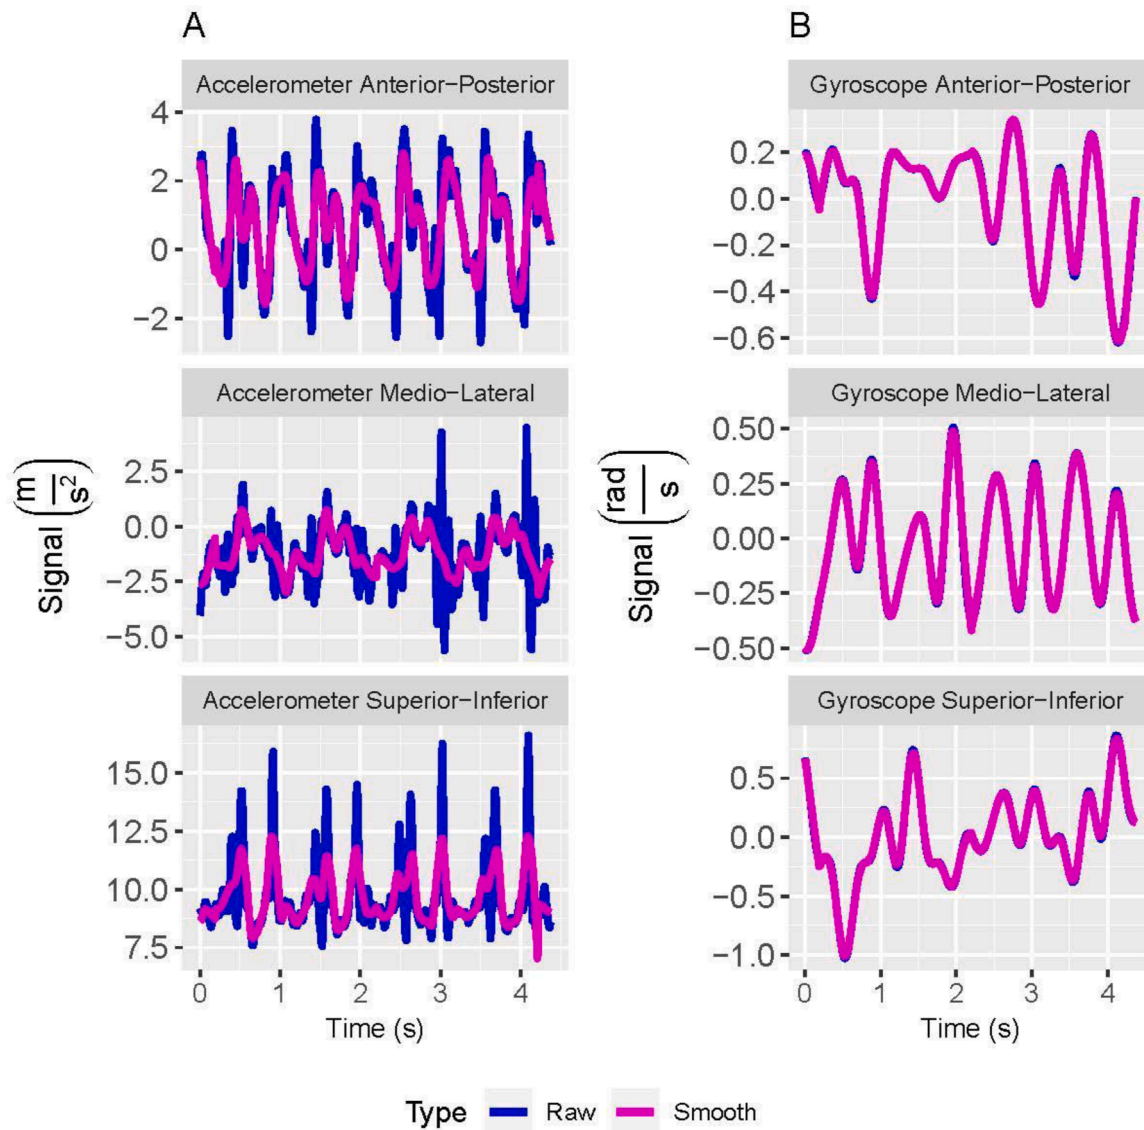 A
B
Accelerometer Anterior−Posterior
4
2
0
−2
Accelerometer Medio−Lateral
2.5
0.0
−2.5
−5.0
Accelerometer Superior−Inferior
15.0
12.5
10.0
7.5
0 1 2 3 4
Time (s)
Signal (m/s²)
Gyroscope Anterior−Posterior
0.2
0.0
−0.2
−0.4
−0.6
Gyroscope Medio−Lateral
0.50
0.25
0.00
−0.25
−0.50
Gyroscope Superior−Inferior
0.5
0.0
−0.5
−1.0
0 1 2 3 4
Time (s)
Signal (rad/s)
Type Raw Smooth